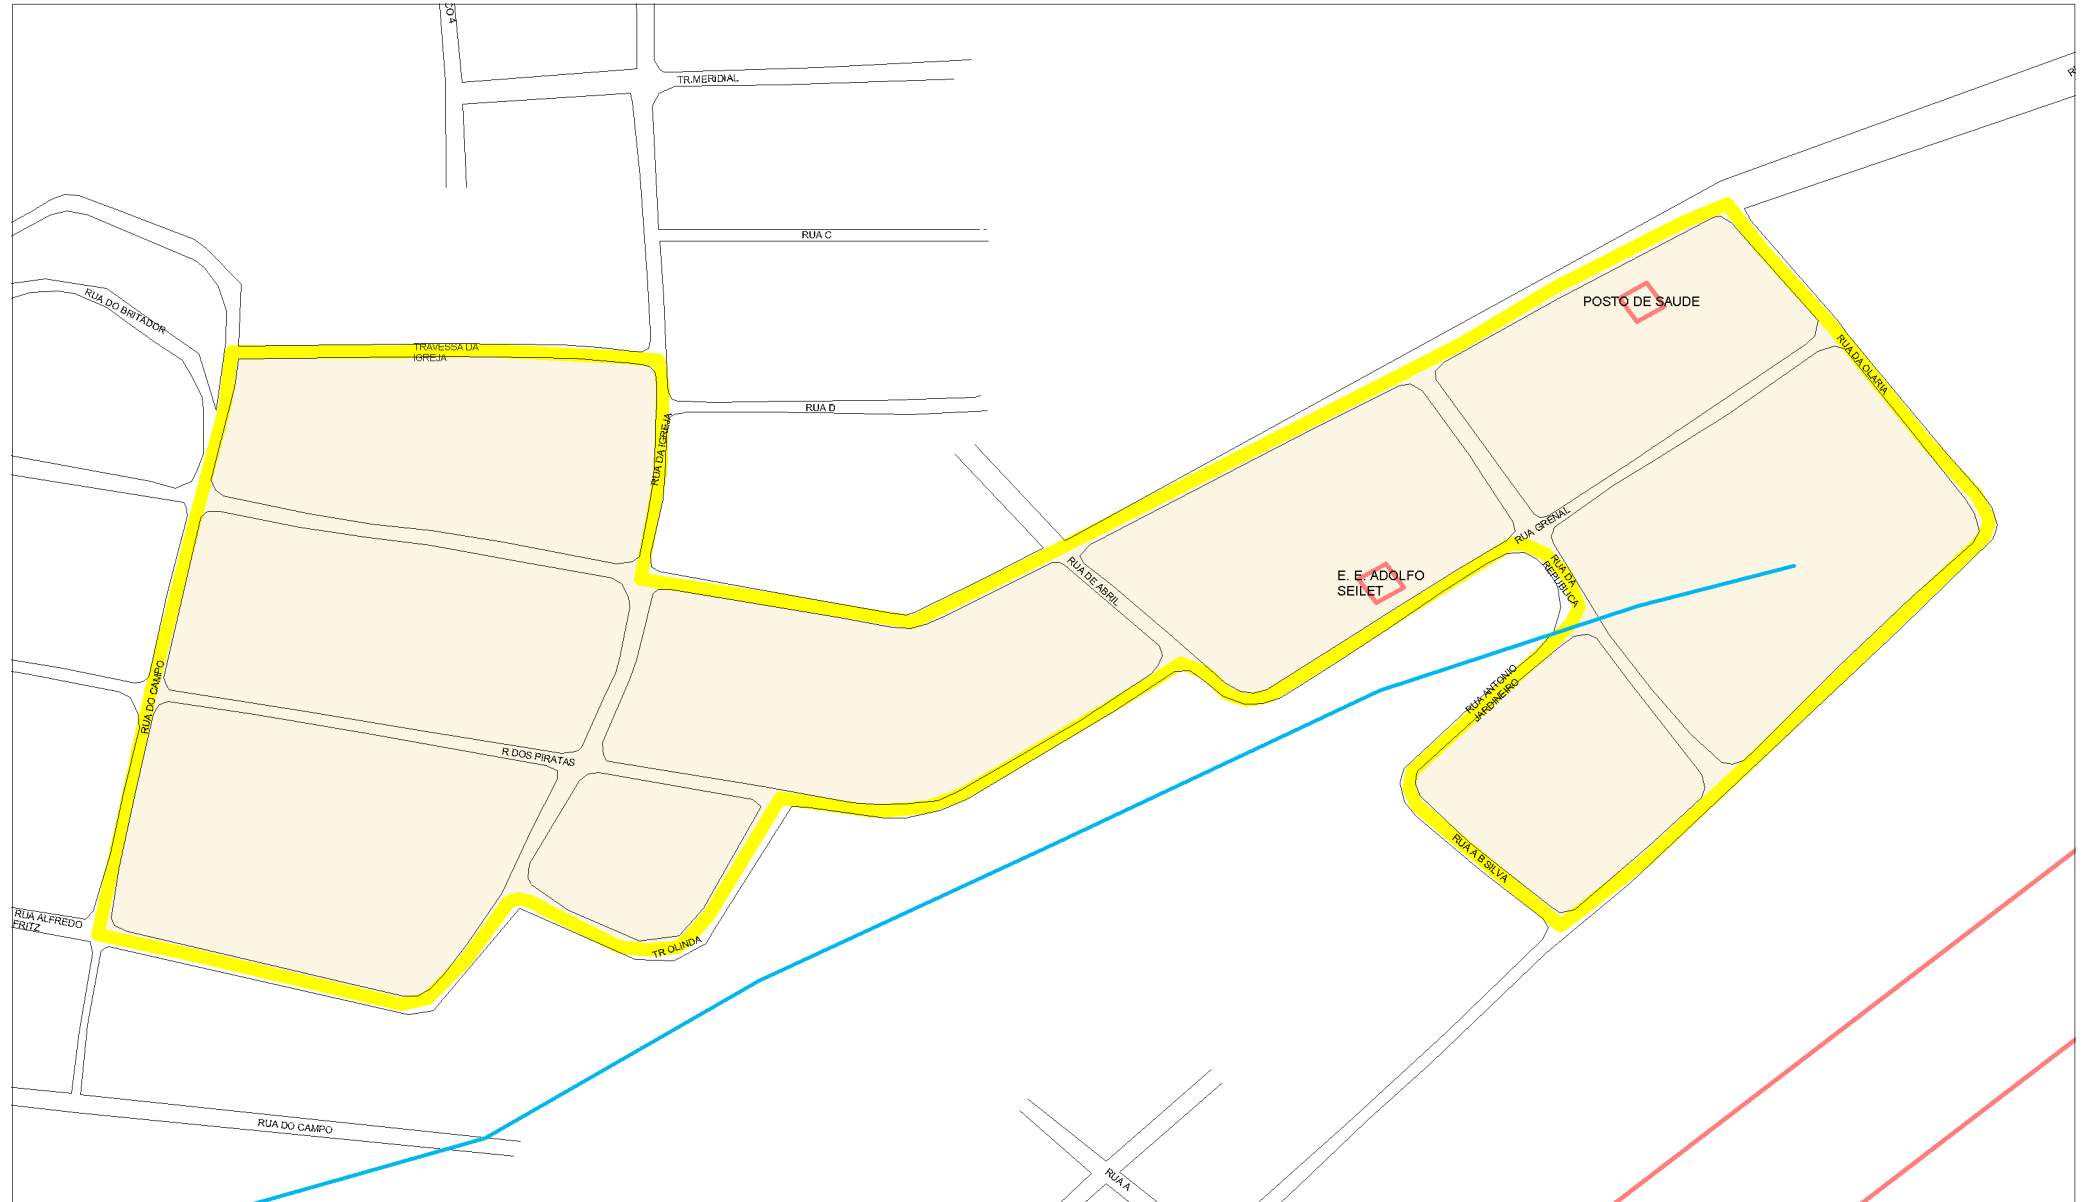 TR.MERIDIAL
RUA C
RUA DO BRITADOR
POSTO DE SAUDE
TRAVESSA DA
IGREJA
RUA DA OLARIA
RUA D
RUA DA IGREJA
RUA GRENAL
RUA DE ABRIL
E. E. ADOLFO
SEILET
RUA DA
REPUBLICA
RUA DO CAMPO
RUA ANTONIO
JARDINEIRO
R DOS PIRATAS
RUA A B SILVA
RUA ALFREDO
FRITZ
TR OLINDA
RUA DO CAMPO
RUA A